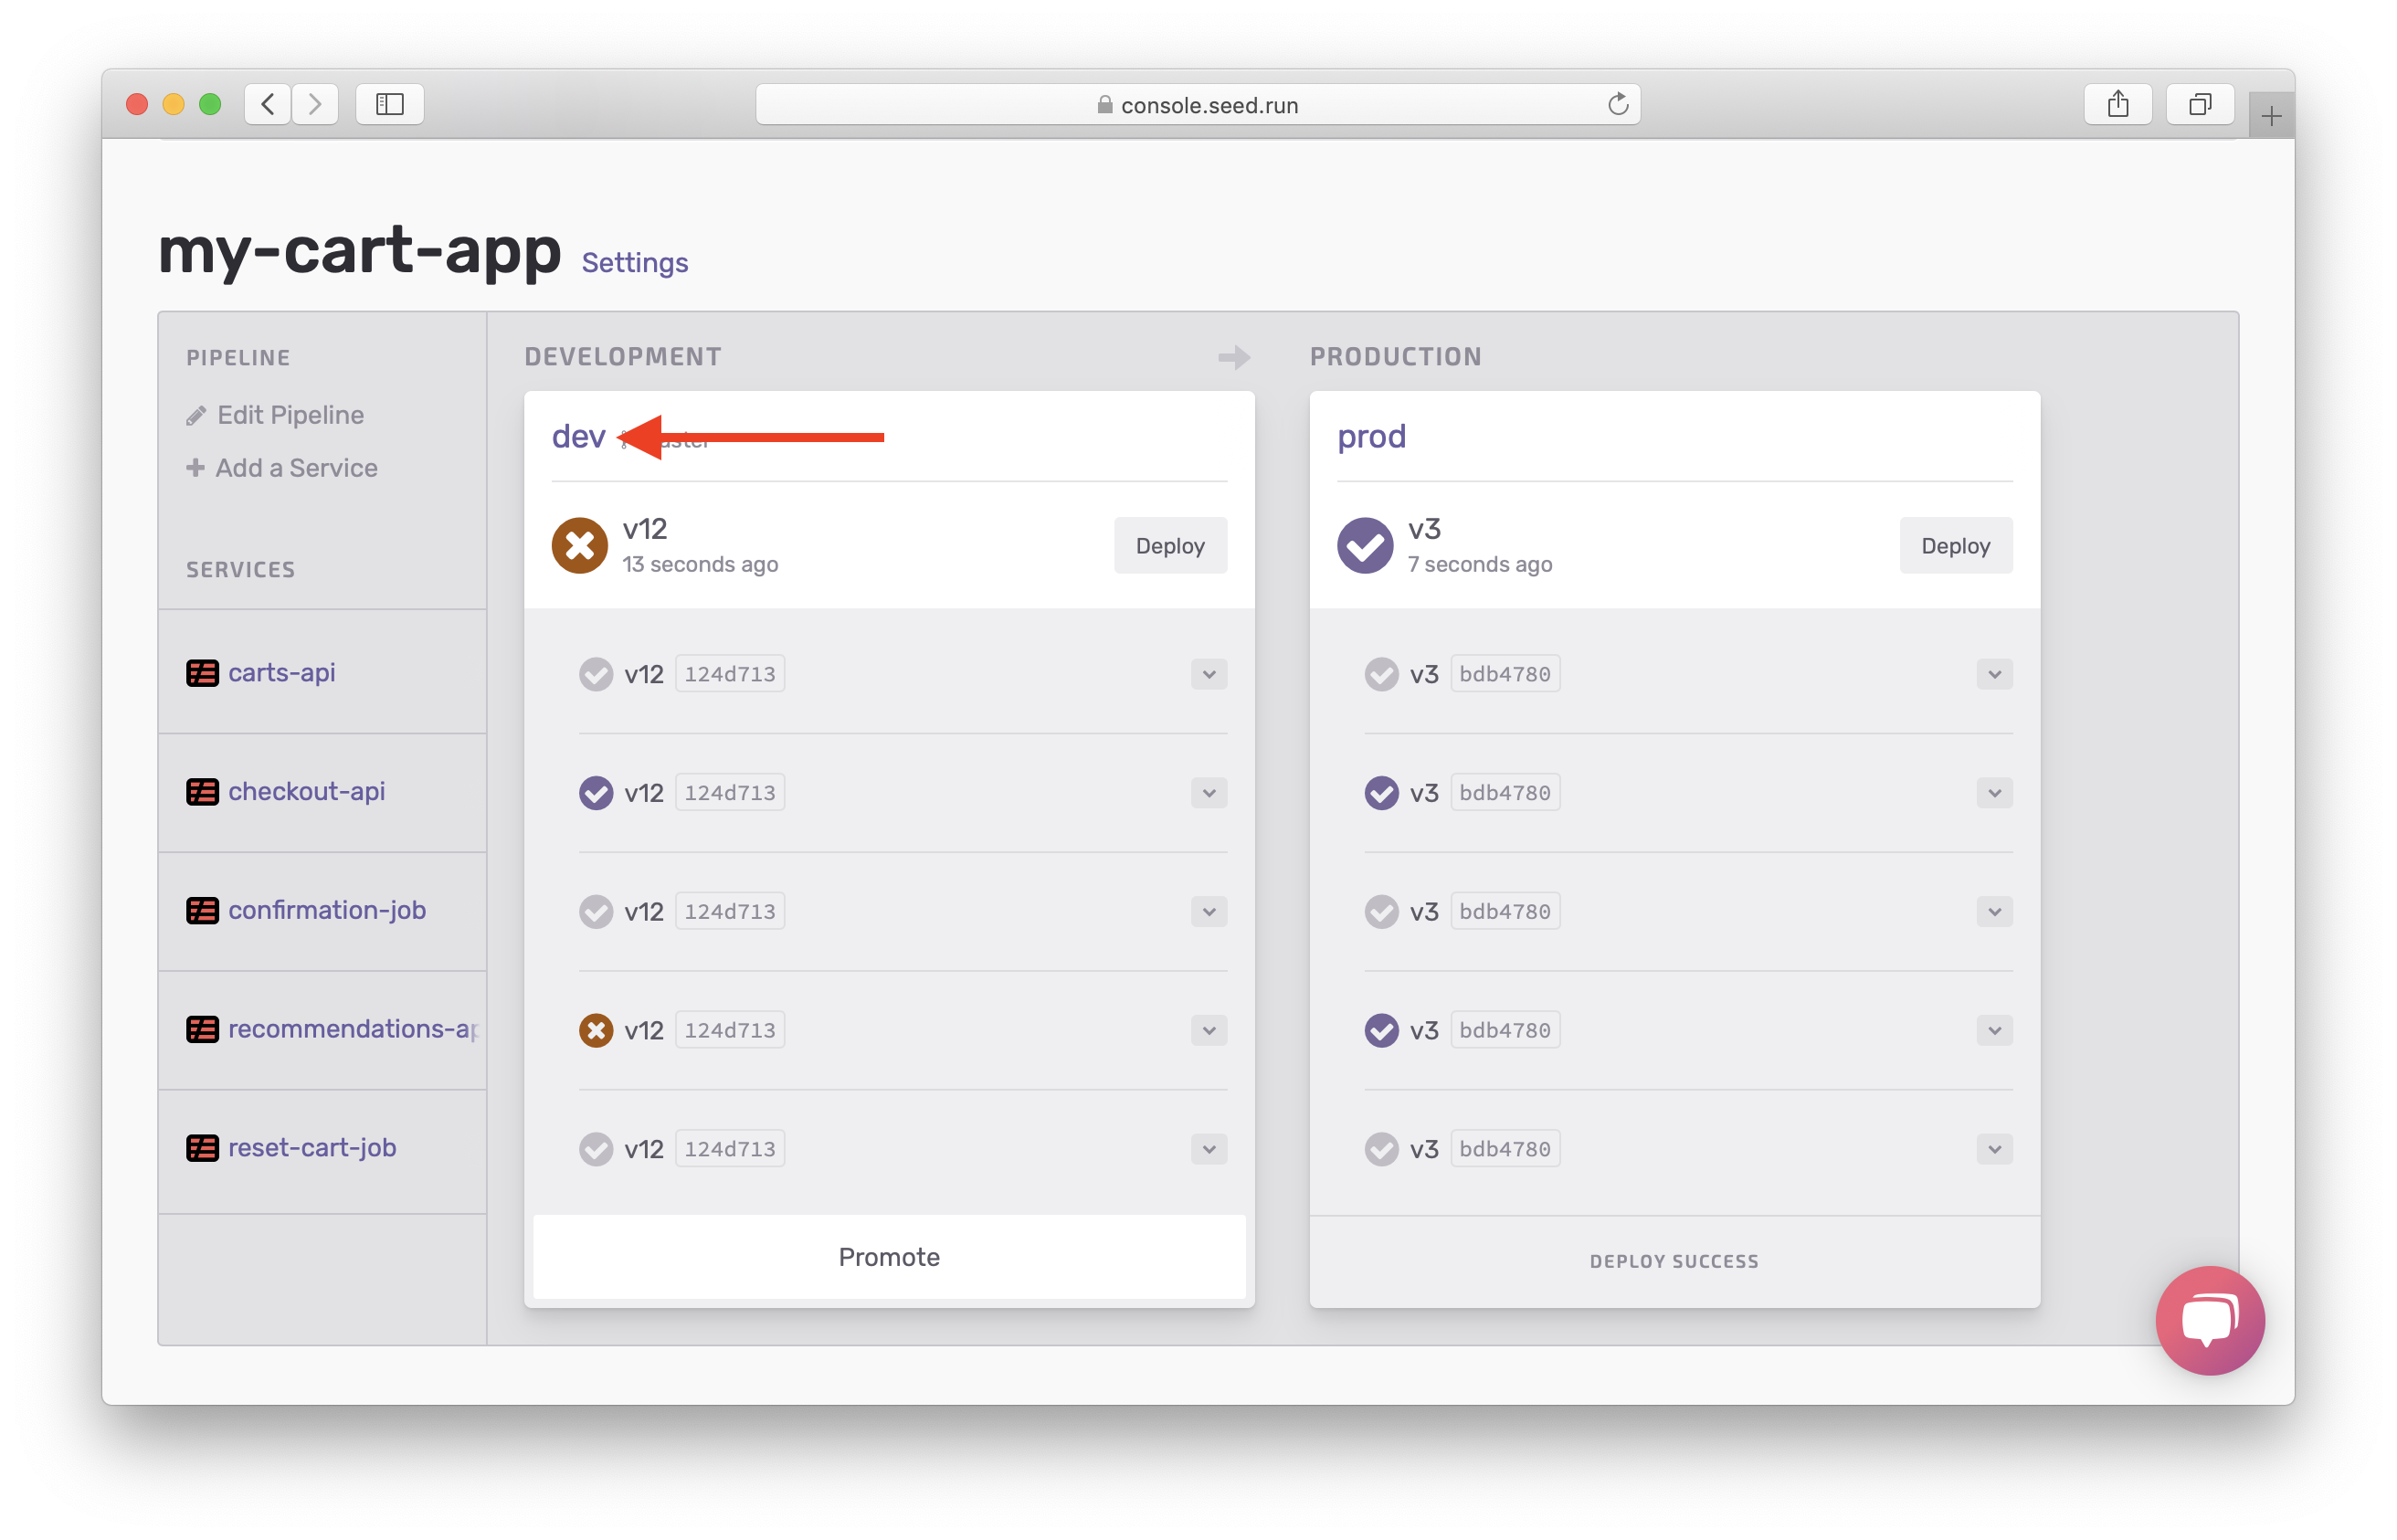 console.seed.run
my-cart-app Settings
PIPELINE
Edit Pipeline
Add a Service
SERVICES
carts-api
checkout-api
confirmation-job
recommendations-ap
reset-cart-job
DEVELOPMENT
dev
v12
13 seconds ago
Deploy
v12 124d713
v12 124d713
v12 124d713
v12 124d713
v12 124d713
Promote
PRODUCTION
prod
v3
7 seconds ago
Deploy
v3 bdb4780
v3 bdb4780
v3 bdb4780
v3 bdb4780
v3 bdb4780
DEPLOY SUCCESS